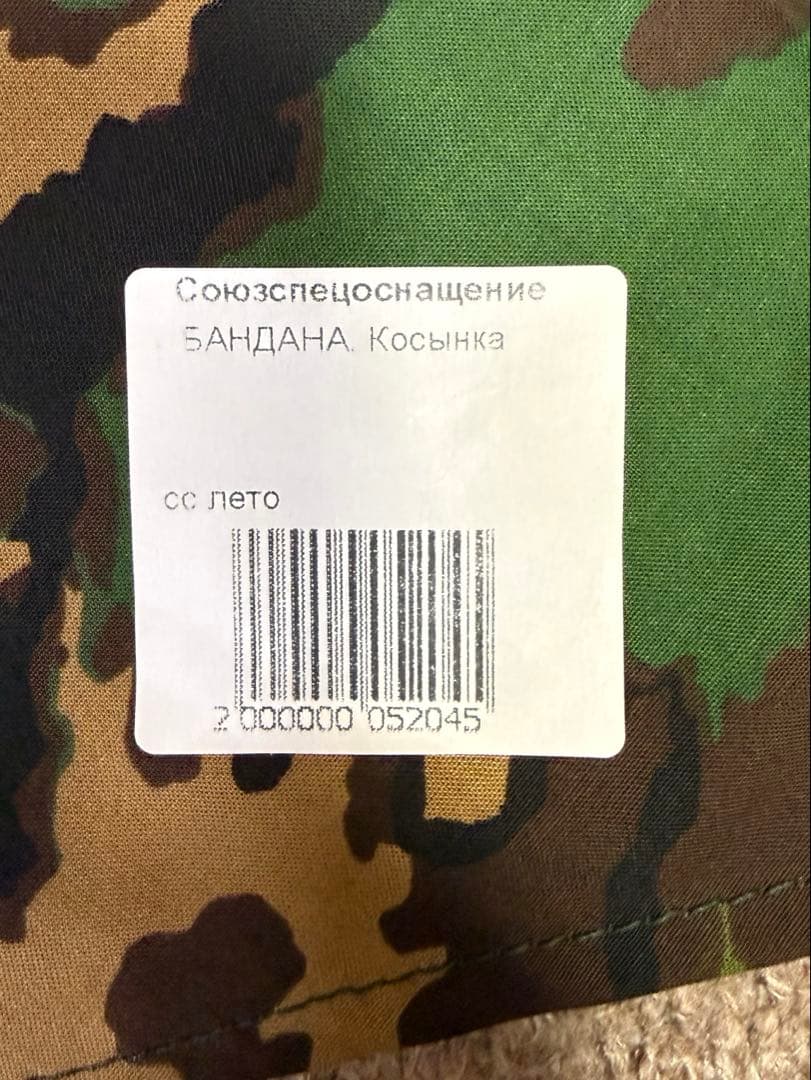 Союзспецоснащение
БАНДАНА. Косынка
сс лето
2 000000 052045